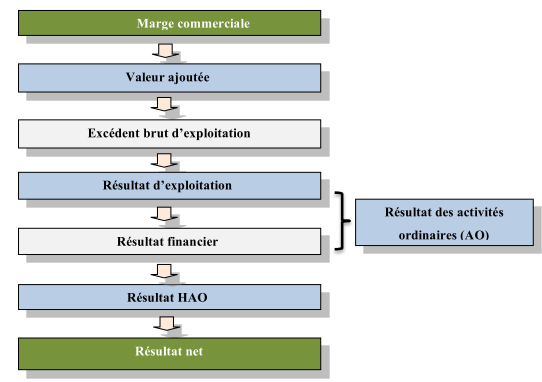 Marge commerciale
Valeur ajoutée
Excédent brut d'exploitation
Résultat d'exploitation
Résultat financier
Résultat des activités
ordinaires (AO)
Résultat HAO
Résultat net